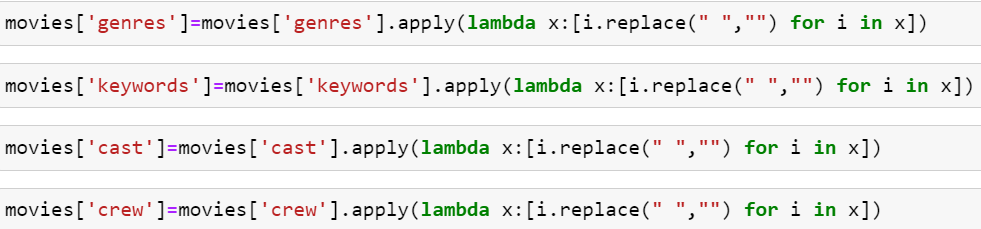 movies['genres']=movies['genres'].apply(lambda x:[i.replace(" ","") for i in x])
movies['keywords']=movies['keywords'].apply(lambda x:[i.replace(" ","") for i in x])
movies['cast']=movies['cast'].apply(lambda x:[i.replace(" ","") for i in x])
movies['crew']=movies['crew'].apply(lambda x:[i.replace(" ","") for i in x])